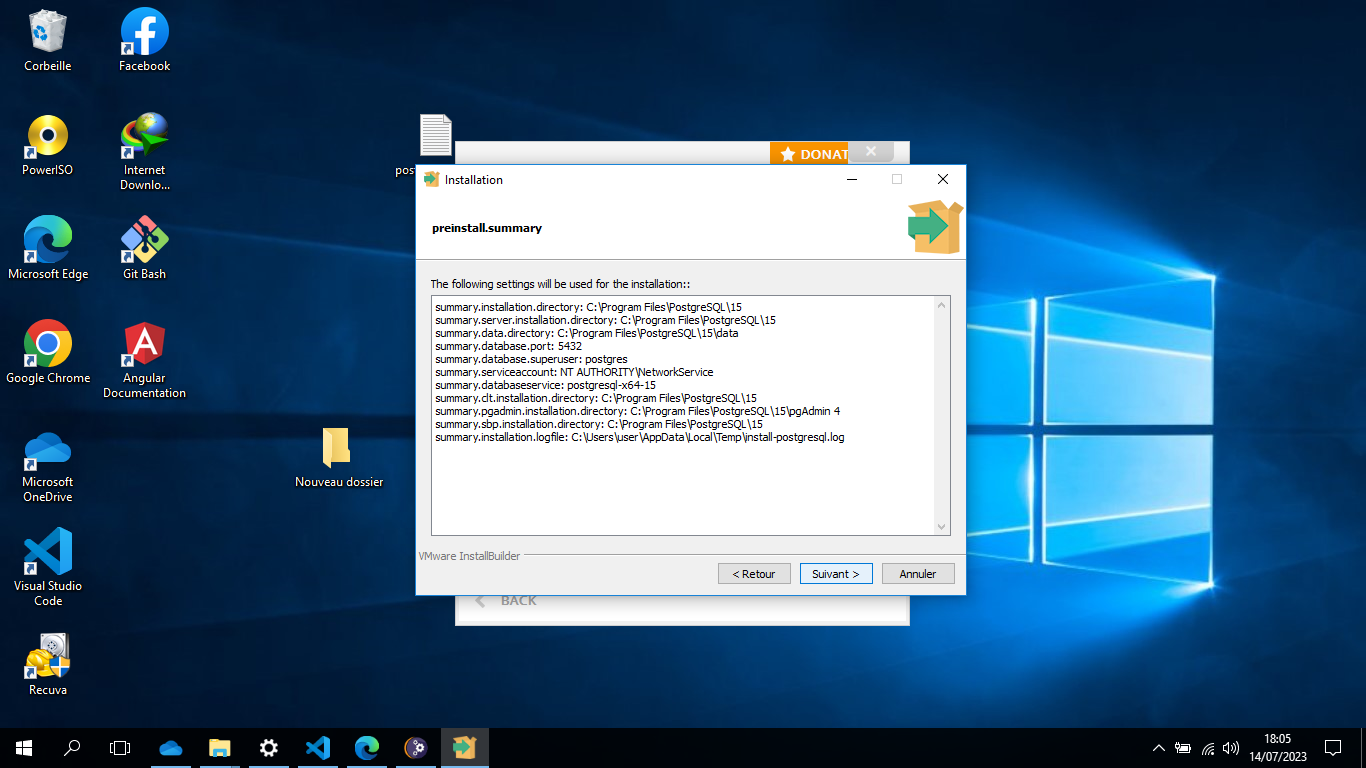 Corbeille
Facebook
PowerISO
Internet
Downlo...
Microsoft Edge
Git Bash
Google Chrome
Angular
Documentation
Microsoft
OneDrive
Visual Studio
Code
Recuva
Nouveau dossier
DONAT
Installation
preinstall.summary
The following settings will be used for the installation::
summary.installation.directory: C:\Program Files\PostgreSQL\15
summary.server.installation.directory: C:\Program Files\PostgreSQL\15
summary.data.directory: C:\Program Files\PostgreSQL\15\data
summary.database.port: 5432
summary.database.superuser: postgres
summary.serviceaccount: NT AUTHORITY\NetworkService
summary.databaseservice: postgresql-x64-15
summary.clt.installation.directory: C:\Program Files\PostgreSQL\15
summary.pgadmin.installation.directory: C:\Program Files\PostgreSQL\15\pgAdmin 4
summary.sbp.installation.directory: C:\Program Files\PostgreSQL\15
summary.installation.logfile: C:\Users\user\AppData\Local\Temp\install-postgresql.log
VMware InstallBuilder
< Retour
Suivant >
Annuler
BACK
18:05
14/07/2023